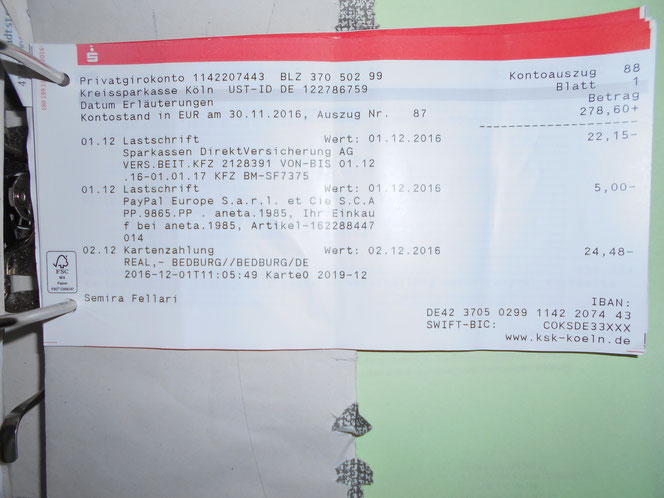 Privatgirokonto 1142207443 BLZ 370 502 99 Kontoauszug 88
Kreissparkasse Köln UST-ID DE 122786759 Blatt 1
Datum Erläuterungen Betrag
Kontostand in EUR am 30.11.2016, Auszug Nr. 87 278,60+
01.12 Lastschrift Wert: 01.12.2016 22,15-
Sparkassen DirektVersicherung AG
VERS.BEIT.KFZ 2128391 VON-BIS 01.12
.16-01.01.17 KFZ BM-SF7375
01.12 Lastschrift Wert: 01.12.2016 5,00-
PayPal Europe S.a.r.l. et Cie S.C.A
PP.9865.PP . aneta.1985, Ihr Einkau
f bei aneta.1985, Artikel-162288447
014
02.12 Kartenzahlung Wert: 02.12.2016 24,48-
REAL,- BEDBURG//BEDBURG/DE
2016-12-01T11:05:49 Karte0 2019-12
FSC
Semira Fellari
IBAN:
DE42 3705 0299 1142 2074 43
SWIFT-BIC: COKSDE33XXX
www.ksk-koeln.de